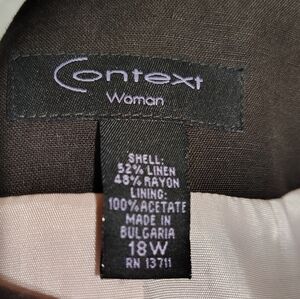 Context
Woman
SHELL:
52% LINEN
48% RAYON
LINING:
100% ACETATE
MADE IN
BULGARIA
18W
RN 13711